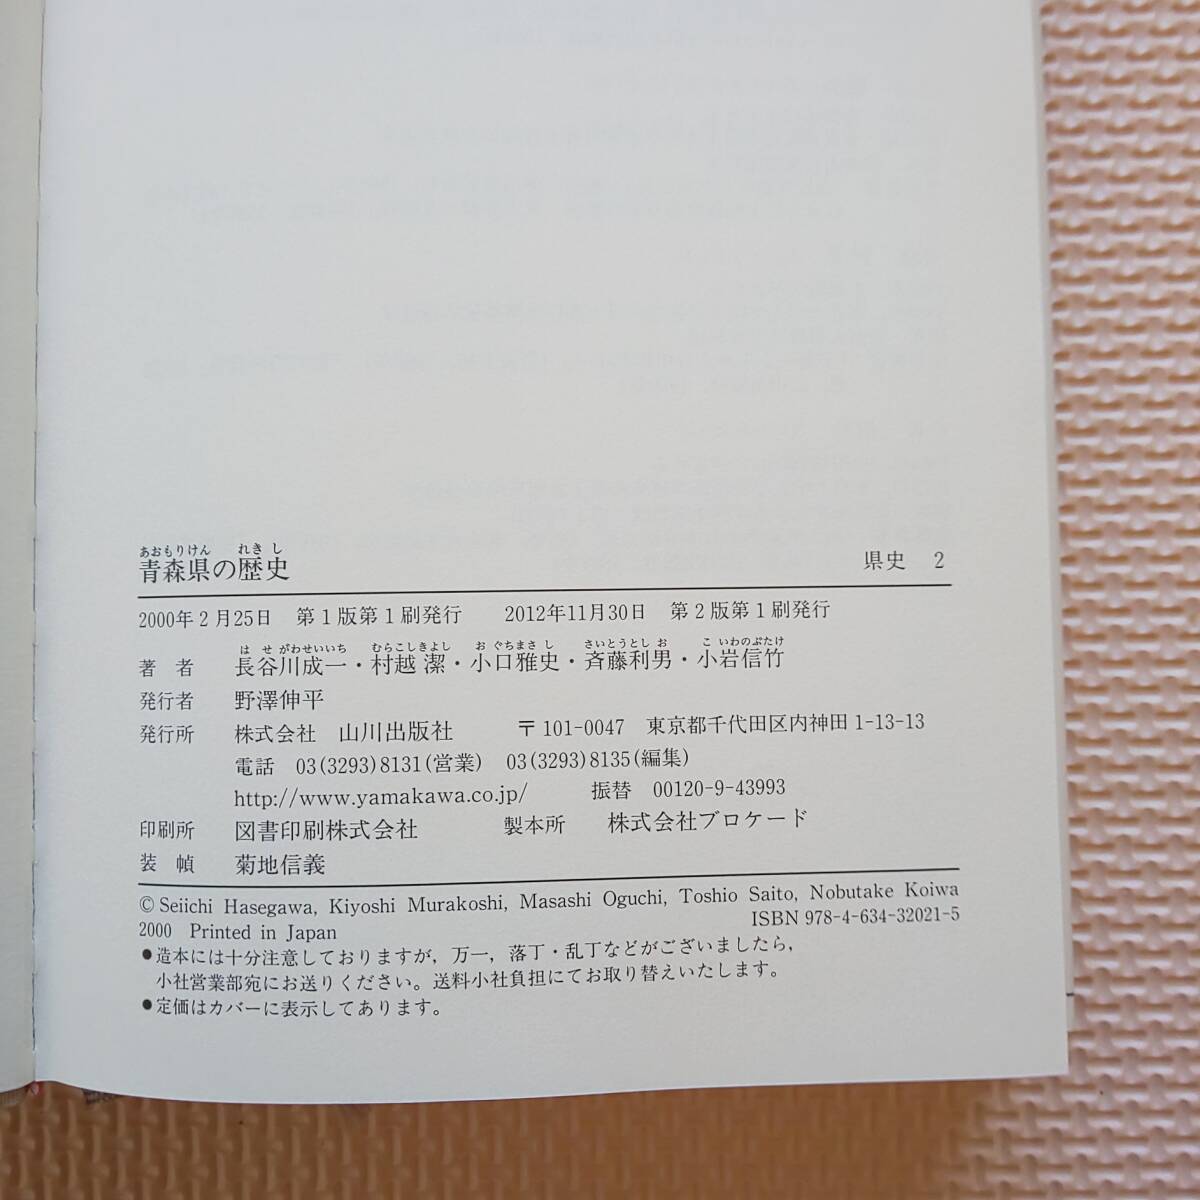 あおもりけん れきし
青森県の歴史 県史 2
2000年2月25日 第1版第1刷発行 2012年11月30日 第2版第1刷発行
はせがわせいいち むらこしきよし おぐちまさし さいとうとしお こいわのぶたけ
著者 長谷川成一・村越 潔・小口雅史・斉藤利男・小岩信竹
発行者 野澤伸平
発行所 株式会社 山川出版社 〒101-0047 東京都千代田区内神田1-13-13
電話 03(3293)8131(営業) 03(3293)8135(編集)
http://www.yamakawa.co.jp/ 振替 00120-9-43993
印刷所 図書印刷株式会社 製本所 株式会社ブロケード
装幀 菊地信義
© Seiichi Hasegawa, Kiyoshi Murakoshi, Masashi Oguchi, Toshio Saito, Nobutake Koiwa
2000 Printed in Japan ISBN 978-4-634-32021-5
●造本には十分注意しておりますが，万一，落丁・乱丁などがございましたら，
小社営業部宛にお送りください。送料小社負担にてお取り替えいたします。
●定価はカバーに表示してあります。